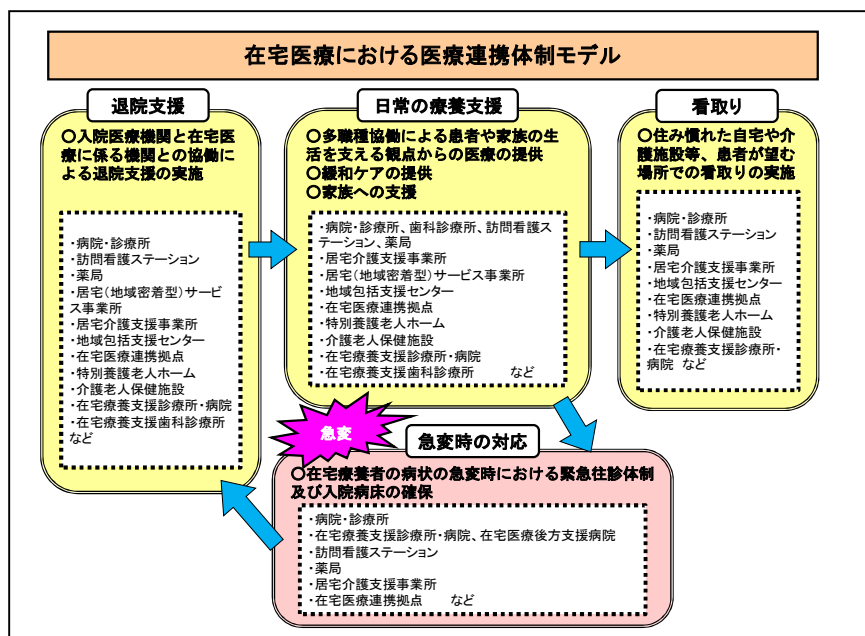 在宅医療における医療連携体制モデル
退院支援
○入院医療機関と在宅医
療に係る機関との協働に
よる退院支援の実施
・病院・診療所
・訪問看護ステーション
・薬局
・居宅（地域密着型）サービ
ス事業所
・居宅介護支援事業所
・地域包括支援センター
・在宅医療連携拠点
・特別養護老人ホーム
・介護老人保健施設
・在宅療養支援診療所・病院
・在宅療養支援歯科診療所
など
日常の療養支援
○多職種協働による患者や家族の生
活を支える観点からの医療の提供
○緩和ケアの提供
○家族への支援
・病院・診療所、歯科診療所、訪問看護ス
テーション、薬局
・居宅介護支援事業所
・居宅（地域密着型）サービス事業所
・地域包括支援センター
・在宅医療連携拠点
・特別養護老人ホーム
・介護老人保健施設
・在宅療養支援診療所・病院
・在宅療養支援歯科診療所 など
看取り
○住み慣れた自宅や介
護施設等、患者が望む
場所での看取りの実施
・病院・診療所
・訪問看護ステーション
・薬局
・居宅介護支援事業所
・地域包括支援センター
・在宅医療連携拠点
・特別養護老人ホーム
・介護老人保健施設
・在宅療養支援診療所・
病院 など
急変
急変時の対応
○在宅療養者の病状の急変時における緊急往診体制
及び入院病床の確保
・病院・診療所
・在宅療養支援診療所・病院、在宅医療後方支援病院
・訪問看護ステーション
・薬局
・居宅介護支援事業所
・在宅医療連携拠点 など